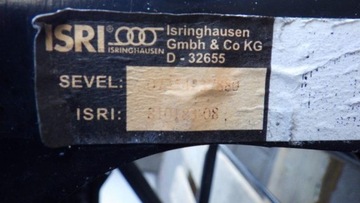 ISRI Isringhausen
ISRINGHAUSEN Gmbh & Co KG
D - 32655
SEVEL:
ISRI: